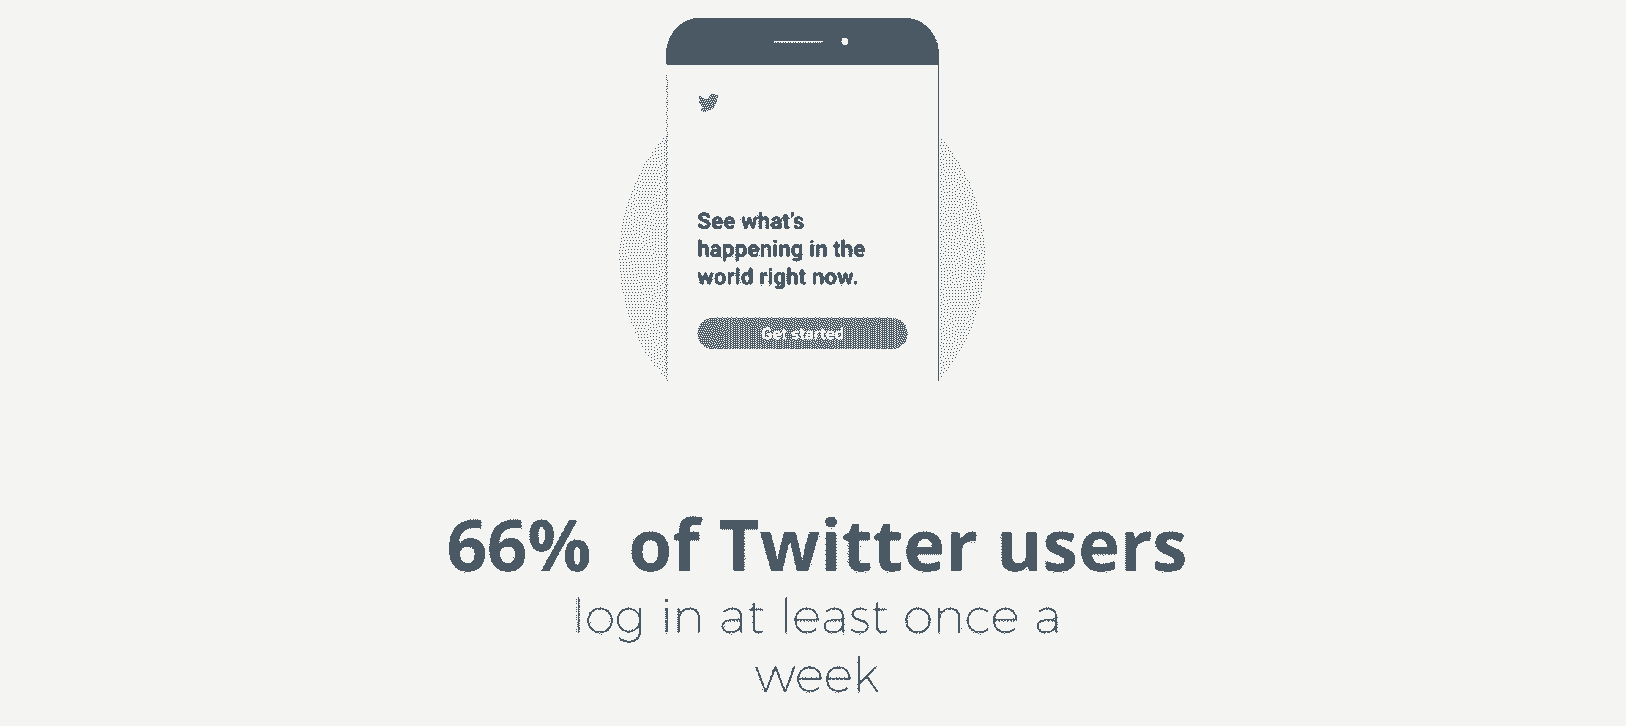 See what's
happening in the
world right now.
Get started
66% of Twitter users
log in at least once a
week